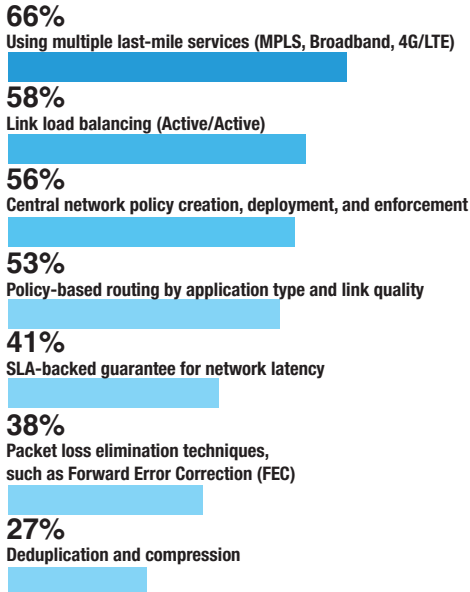 66%
Using multiple last-mile services (MPLS, Broadband, 4G/LTE)
58%
Link load balancing (Active/Active)
56%
Central network policy creation, deployment, and enforcement
53%
Policy-based routing by application type and link quality
41%
SLA-backed guarantee for network latency
38%
Packet loss elimination techniques,
such as Forward Error Correction (FEC)
27%
Deduplication and compression